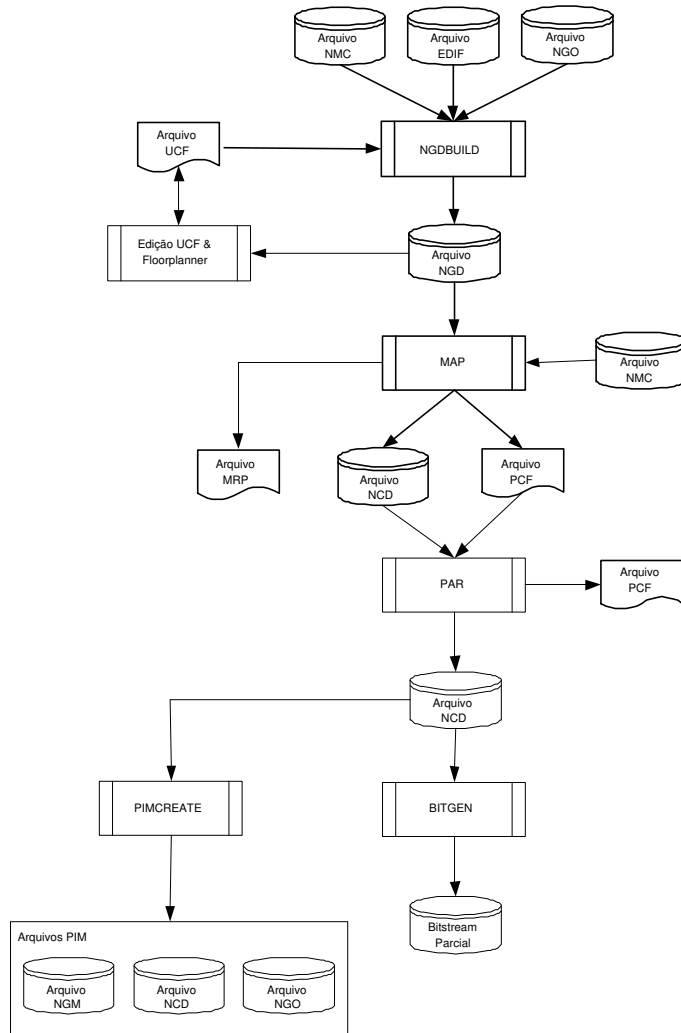 Arquivo
NMC
Arquivo
EDIF
Arquivo
NGO
Arquivo
UCF
NGDBUILD
Edição UCF &
Floorplanner
Arquivo
NGD
MAP
Arquivo
NMC
Arquivo
MRP
Arquivo
NCD
Arquivo
PCF
PAR
Arquivo
PCF
Arquivo
NCD
PIMCREATE
BITGEN
Bitstream
Parcial
Arquivos PIM
Arquivo
NGM
Arquivo
NCD
Arquivo
NGO